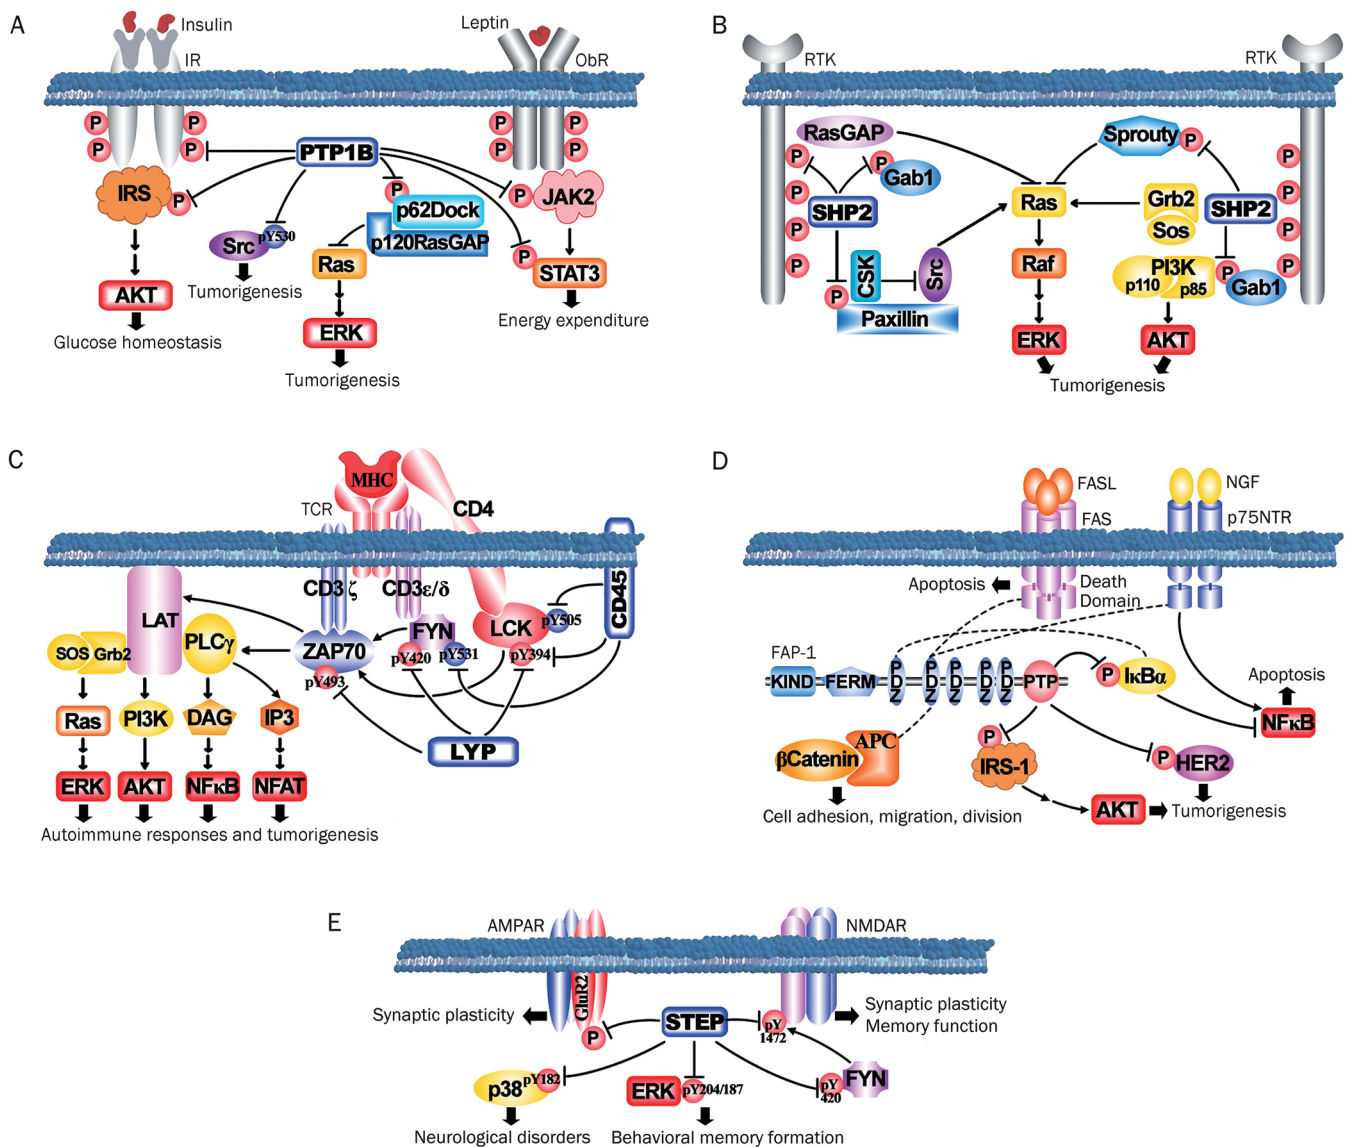 A
Insulin
IR
Leptin
ObR
P
P
P
P
P
P
P
P
PTP1B
IRS
P
P
JAK2
P
p62Dock
p120RasGAP
Src
pY530
Ras
P
STAT3
AKT
Tumorigenesis
Energy expenditure
Glucose homeostasis
ERK
Tumorigenesis
B
RTK
RTK
RasGAP
Sprouty
P
P
P
P
Gab1
P
P
SHP2
Ras
Grb2
Sos
SHP2
P
P
P
P
CSK
Src
Raf
PI3K
p110
p85
P
Gab1
P
P
Paxillin
ERK
AKT
Tumorigenesis
C
MHC
TCR
CD4
CD3 ζ
CD3ε/δ
CD45
LAT
SOS
Grb2
PLCγ
ZAP70
pY493
FYN
pY420
pY531
LCK
pY505
pY394
Ras
PI3K
DAG
IP3
LYP
ERK
AKT
NFκB
NFAT
Autoimmune responses and tumorigenesis
D
FASL
FAS
NGF
p75NTR
Apoptosis
Death
Domain
FAP-1
KIND
FERM
PDZ
PDZ
PDZ
PDZ
PDZ
PTP
P
IκBα
Apoptosis
NFκB
βCatenin
APC
P
IRS-1
P
HER2
AKT
Tumorigenesis
Cell adhesion, migration, division
E
AMPAR
NMDAR
GluR2
Synaptic plasticity
P
STEP
pY
1472
Synaptic plasticity
Memory function
p38
pY182
ERK
pY204/187
pY
420
FYN
Neurological disorders
Behavioral memory formation